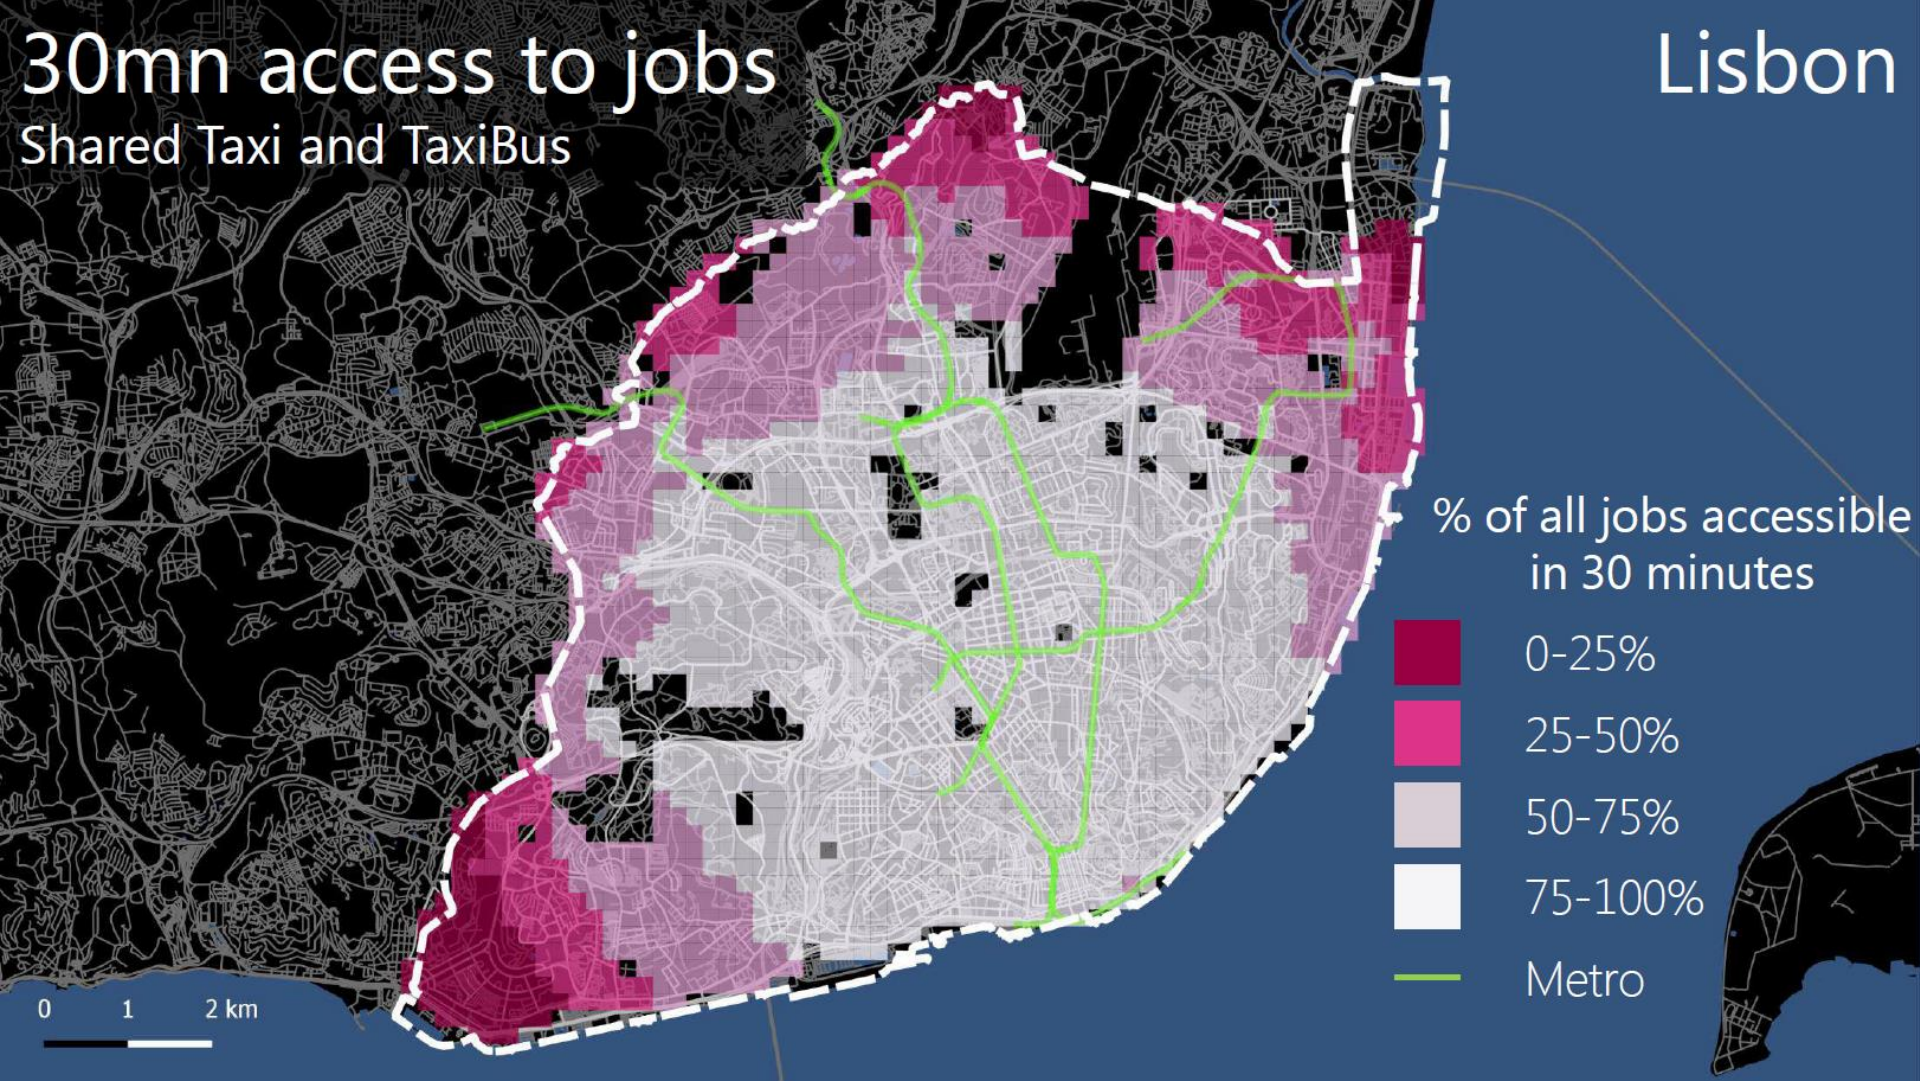 30mn access to jobs
Shared Taxi and TaxiBus
Lisbon
% of all jobs accessible
in 30 minutes
0-25%
25-50%
50-75%
75-100%
Metro
0 1 2 km